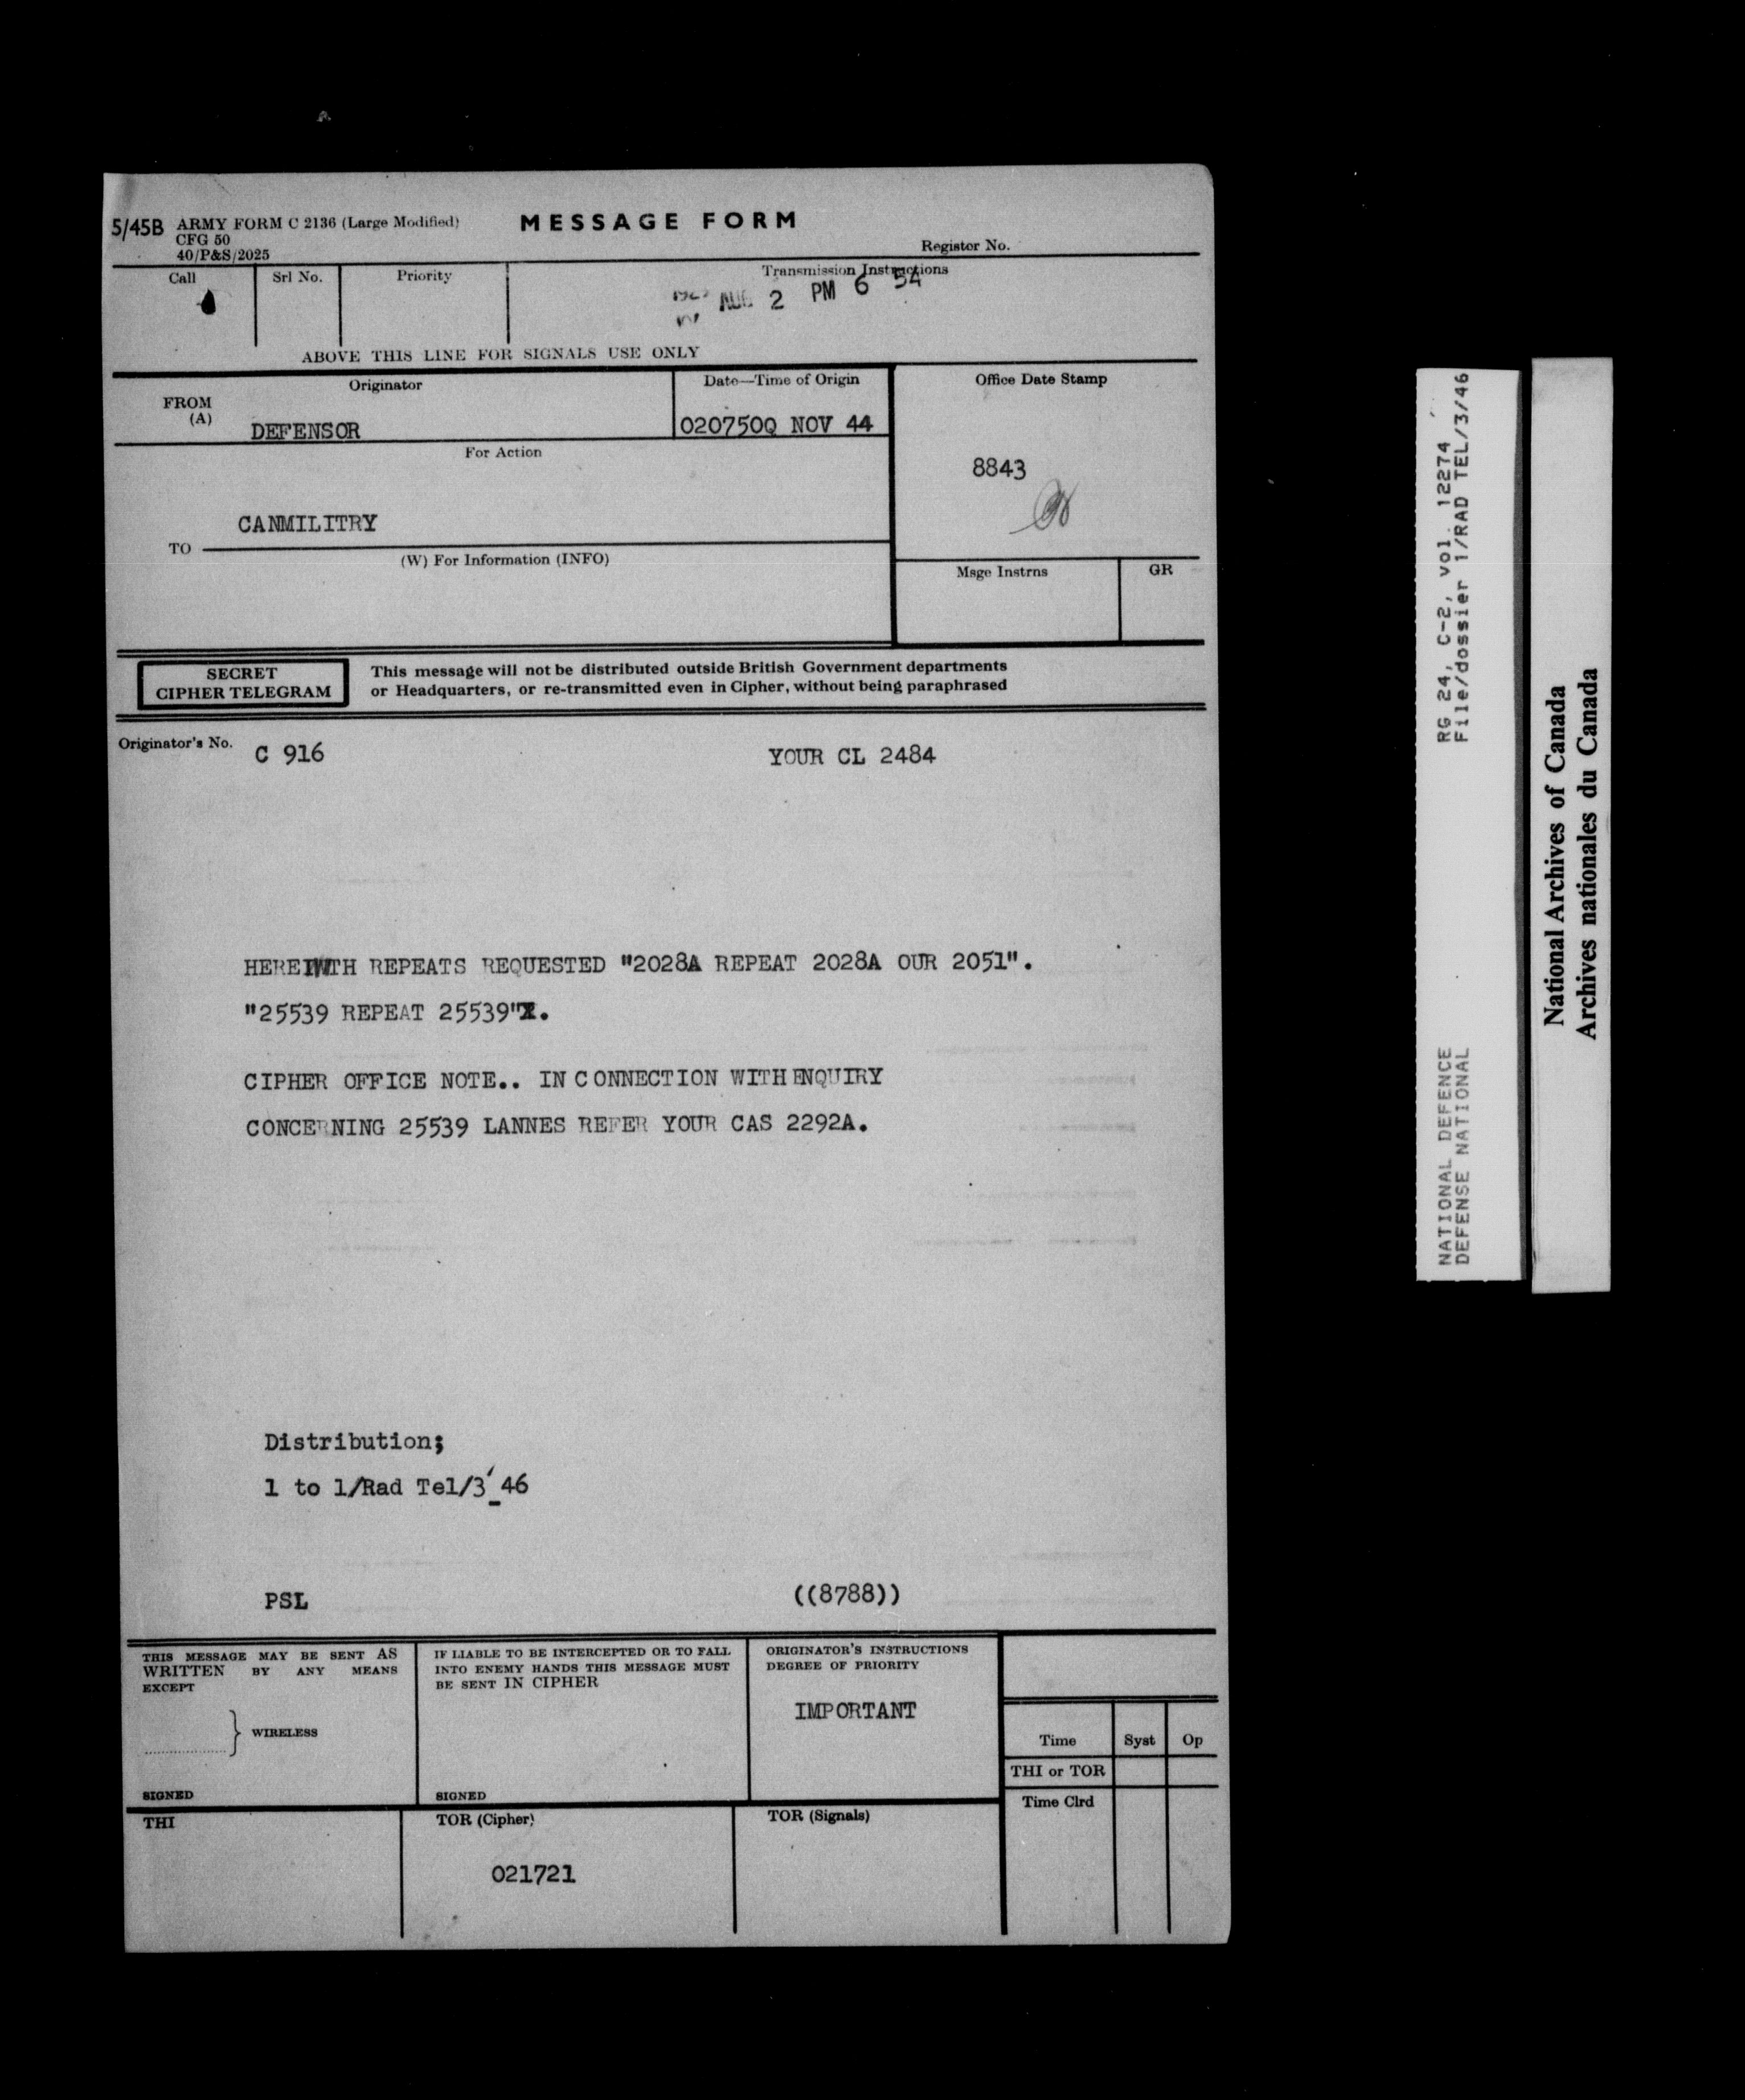 5/45B ARMY FORM C 2136 (Large Modified)
CFG 50
40/P&S/2025
MESSAGE FORM
Register No.
Call
Srl No.
Priority
Transmission Instructions
AUG 2 PM 6 54
ABOVE THIS LINE FOR SIGNALS USE ONLY
FROM
(A)
Originator
DEFENSOR
Date—Time of Origin
020750Q NOV 44
Office Date Stamp
8843
For Action
CANMILITRY
TO
(W) For Information (INFO)
Msge Instrns
GR
SECRET
CIPHER TELEGRAM
This message will not be distributed outside British Government departments
or Headquarters, or re-transmitted even in Cipher, without being paraphrased
Originator's No. C 916 YOUR CL 2484
HEREIWTH REPEATS REQUESTED "2028A REPEAT 2028A OUR 2051".
"25539 REPEAT 25539".
CIPHER OFFICE NOTE.. IN CONNECTION WITH ENQUIRY
CONCERNING 25539 LANNES REFER YOUR CAS 2292A.
Distribution;
1 to 1/Rad Tel/3 46
PSL ((8788))
THIS MESSAGE MAY BE SENT AS
WRITTEN BY ANY MEANS
EXCEPT
WIRELESS
SIGNED
IF LIABLE TO BE INTERCEPTED OR TO FALL
INTO ENEMY HANDS THIS MESSAGE MUST
BE SENT IN CIPHER
SIGNED
ORIGINATOR'S INSTRUCTIONS
DEGREE OF PRIORITY
IMPORTANT
Time Syst Op
THI or TOR
Time Clrd
THI
TOR (Cipher)
021721
TOR (Signals)
NATIONAL DEFENCE RG 24, C-2, vol. 12274
DEFENSE NATIONAL File/dossier 1/RAD TEL/3/46
National Archives of Canada
Archives nationales du Canada